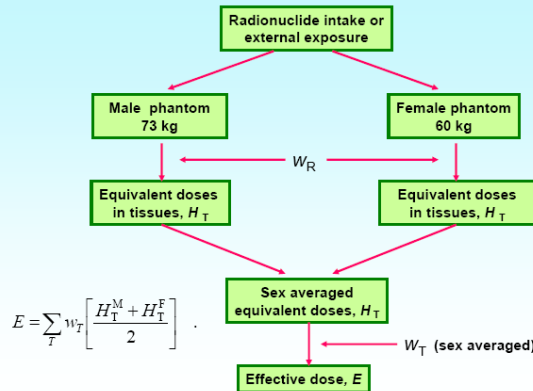 Radionuclide intake or
external exposure
Male phantom
73 kg
Female phantom
60 kg
w_R
Equivalent doses
in tissues, H_T
Equivalent doses
in tissues, H_T
Sex averaged
equivalent doses, H_T
E = ∑_T w_T [ (H_T^M + H_T^F) / 2 ] .
w_T (sex averaged)
Effective dose, E